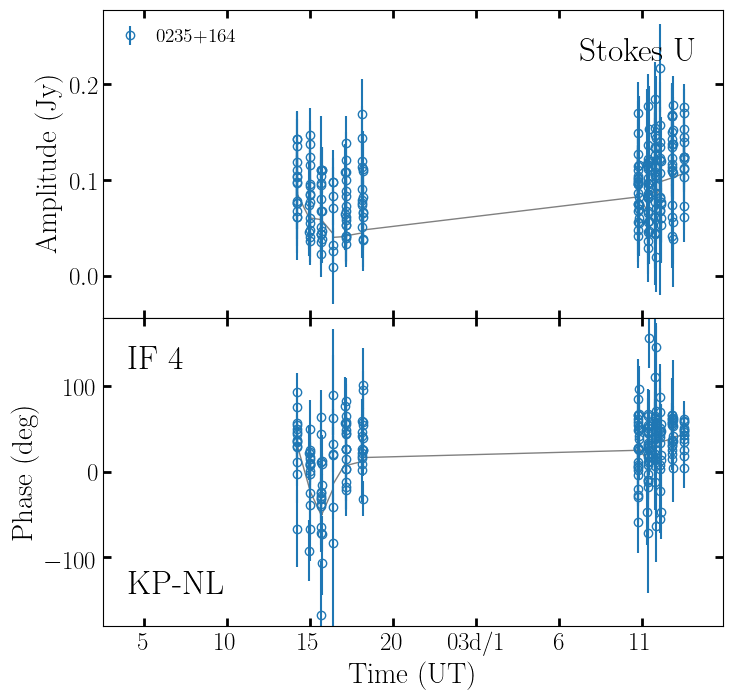 0235+164
Stokes U
Amplitude (Jy)
0.2
0.1
0.0
IF 4
Phase (deg)
100
0
−100
KP-NL
5 10 15 20 03d/1 6 11
Time (UT)